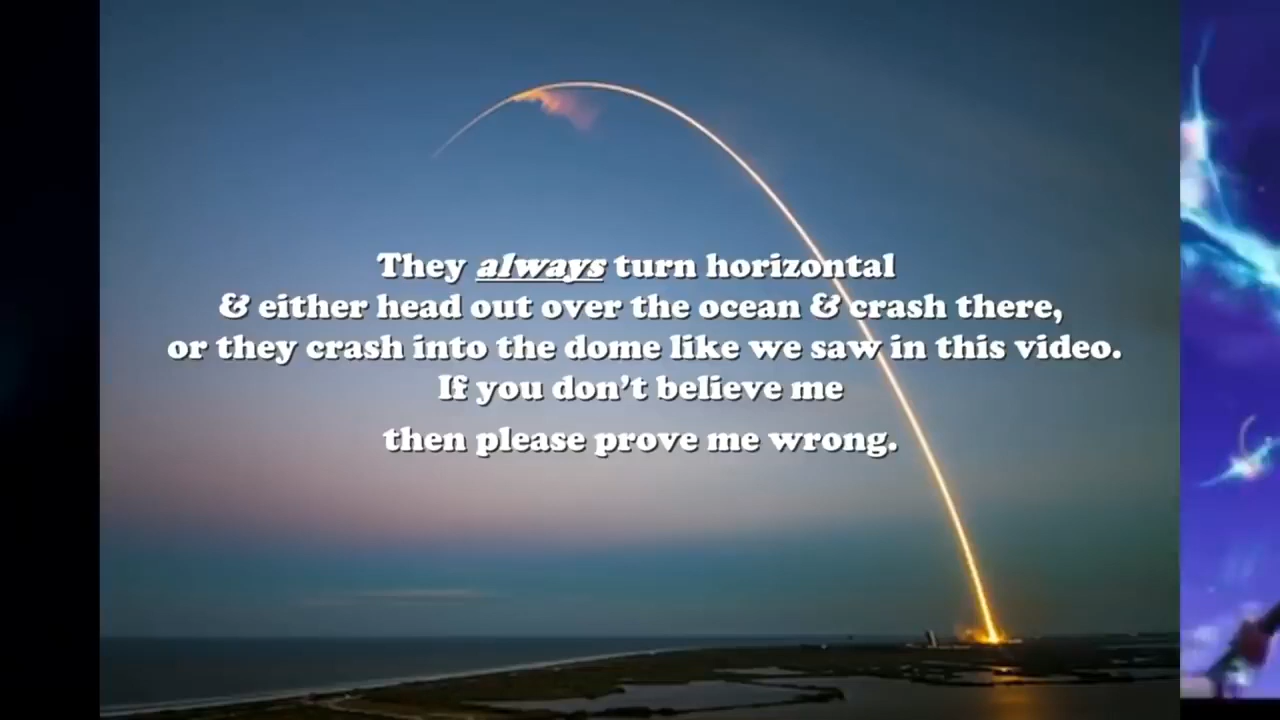 They always turn horizontal
& either head out over the ocean & crash there,
or they crash into the dome like we saw in this video.
If you don't believe me
then please prove me wrong.